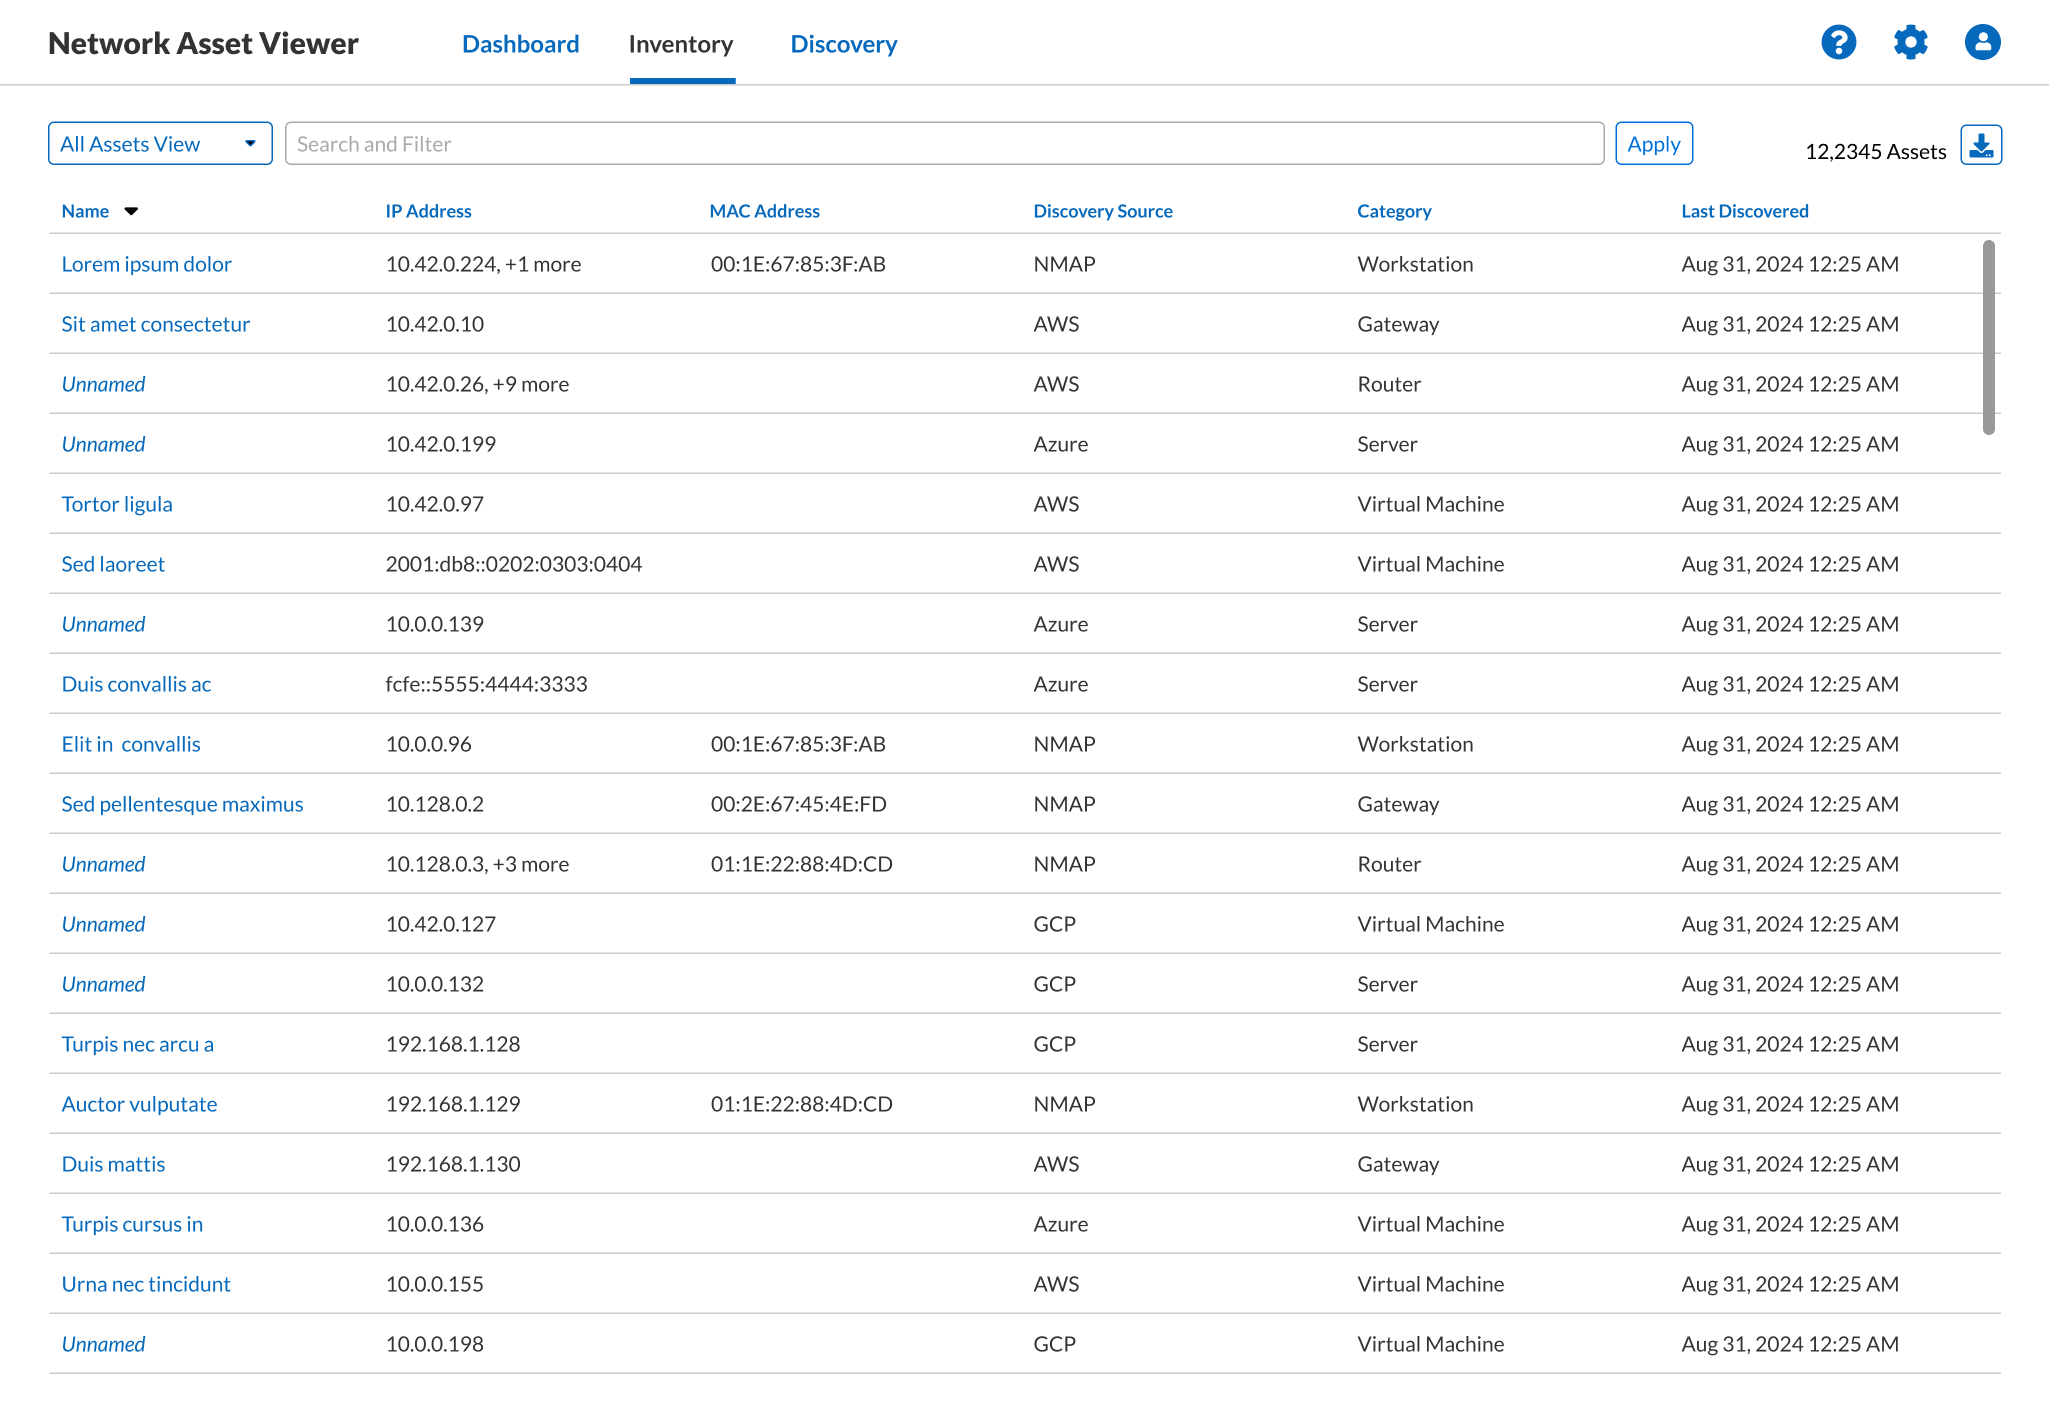 Network Asset Viewer Dashboard Inventory Discovery
All Assets View Search and Filter Apply 12,2345 Assets
Name IP Address MAC Address Discovery Source Category Last Discovered
Lorem ipsum dolor 10.42.0.224, +1 more 00:1E:67:85:3F:AB NMAP Workstation Aug 31, 2024 12:25 AM
Sit amet consectetur 10.42.0.10 AWS Gateway Aug 31, 2024 12:25 AM
Unnamed 10.42.0.26, +9 more AWS Router Aug 31, 2024 12:25 AM
Unnamed 10.42.0.199 Azure Server Aug 31, 2024 12:25 AM
Tortor ligula 10.42.0.97 AWS Virtual Machine Aug 31, 2024 12:25 AM
Sed laoreet 2001:db8::0202:0303:0404 AWS Virtual Machine Aug 31, 2024 12:25 AM
Unnamed 10.0.0.139 Azure Server Aug 31, 2024 12:25 AM
Duis convallis ac fcfe::5555:4444:3333 Azure Server Aug 31, 2024 12:25 AM
Elit in  convallis 10.0.0.96 00:1E:67:85:3F:AB NMAP Workstation Aug 31, 2024 12:25 AM
Sed pellentesque maximus 10.128.0.2 00:2E:67:45:4E:FD NMAP Gateway Aug 31, 2024 12:25 AM
Unnamed 10.128.0.3, +3 more 01:1E:22:88:4D:CD NMAP Router Aug 31, 2024 12:25 AM
Unnamed 10.42.0.127 GCP Virtual Machine Aug 31, 2024 12:25 AM
Unnamed 10.0.0.132 GCP Server Aug 31, 2024 12:25 AM
Turpis nec arcu a 192.168.1.128 GCP Server Aug 31, 2024 12:25 AM
Auctor vulputate 192.168.1.129 01:1E:22:88:4D:CD NMAP Workstation Aug 31, 2024 12:25 AM
Duis mattis 192.168.1.130 AWS Gateway Aug 31, 2024 12:25 AM
Turpis cursus in 10.0.0.136 Azure Virtual Machine Aug 31, 2024 12:25 AM
Urna nec tincidunt 10.0.0.155 AWS Virtual Machine Aug 31, 2024 12:25 AM
Unnamed 10.0.0.198 GCP Virtual Machine Aug 31, 2024 12:25 AM